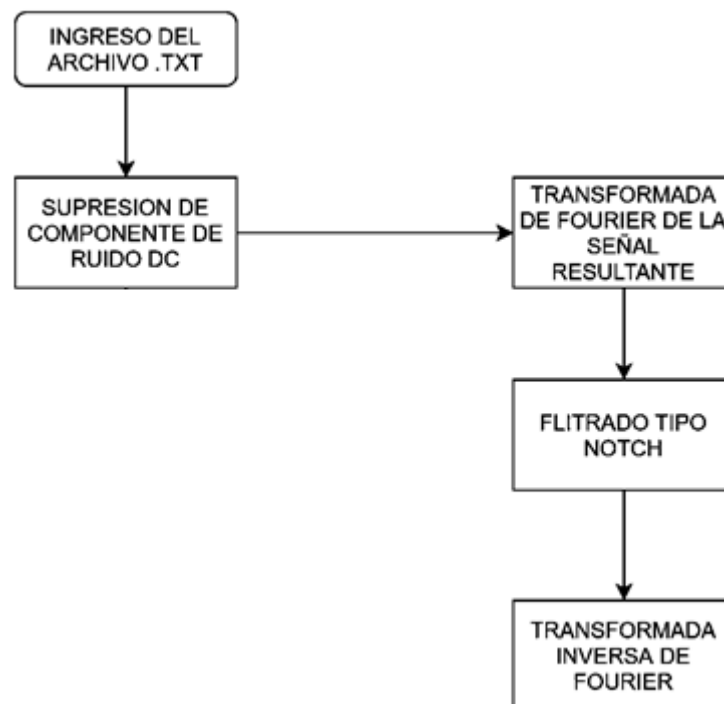 INGRESO DEL
ARCHIVO .TXT
SUPRESION DE
COMPONENTE DE
RUIDO DC
TRANSFORMADA
DE FOURIER DE LA
SEÑAL
RESULTANTE
FLITRADO TIPO
NOTCH
TRANSFORMADA
INVERSA DE
FOURIER